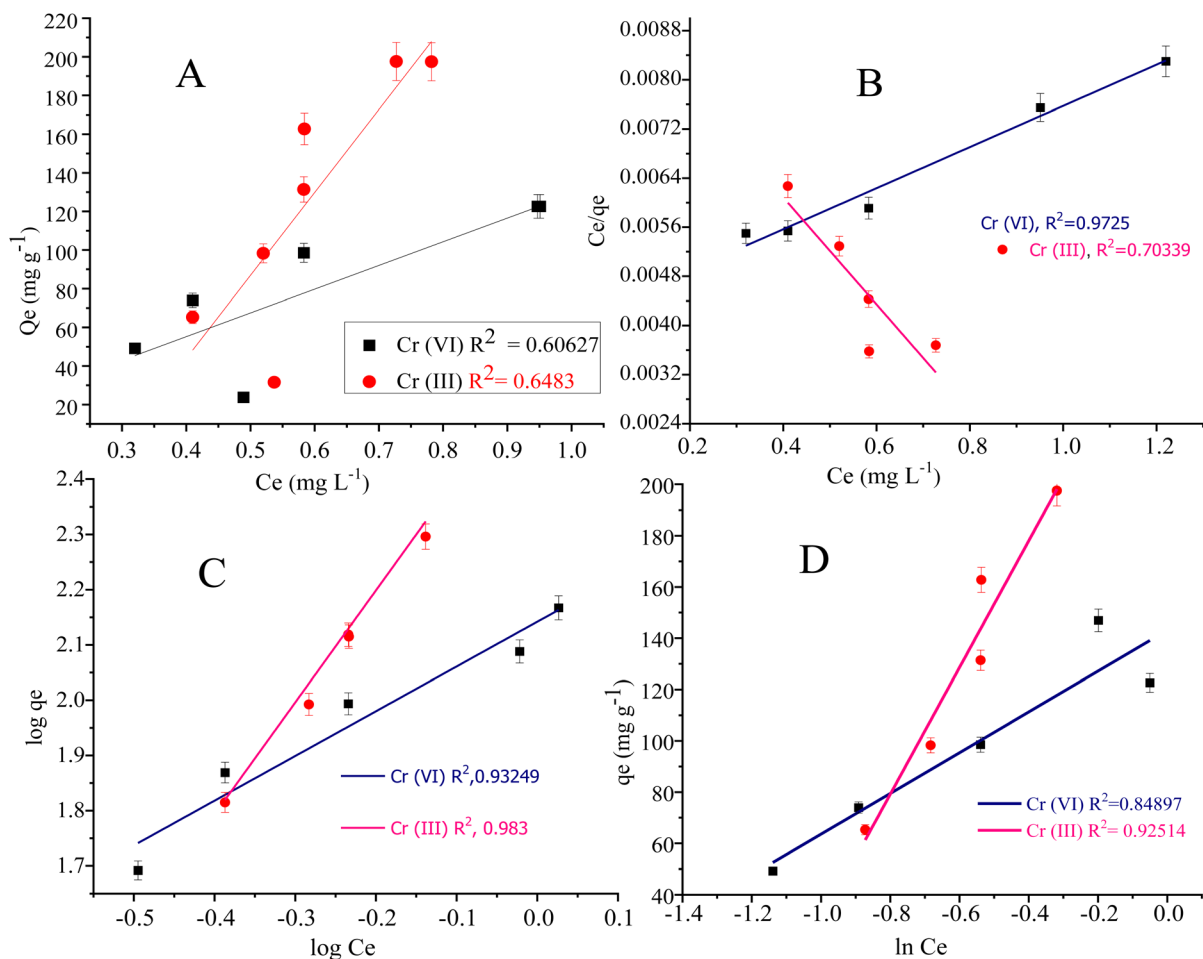 220
200
180
160
140
120
100
80
60
40
20
Qe (mg g-1)
A
Cr (VI) R2 = 0.60627
Cr (III) R2= 0.6483
0.3 0.4 0.5 0.6 0.7 0.8 0.9 1.0
Ce (mg L-1)
0.0088
0.0080
0.0072
0.0064
0.0056
0.0048
0.0040
0.0032
0.0024
Ce/qe
B
Cr (VI), R2=0.9725
Cr (III), R2=0.70339
0.2 0.4 0.6 0.8 1.0 1.2
Ce (mg L-1)
2.4
2.3
2.2
2.1
2.0
1.9
1.8
1.7
log qe
C
Cr (VI) R2,0.93249
Cr (III) R2, 0.983
-0.5 -0.4 -0.3 -0.2 -0.1 0.0 0.1
log Ce
200
180
160
140
120
100
80
60
40
qe (mg g-1)
D
Cr (VI) R2=0.84897
Cr (III) R2= 0.92514
-1.4 -1.2 -1.0 -0.8 -0.6 -0.4 -0.2 0.0
ln Ce